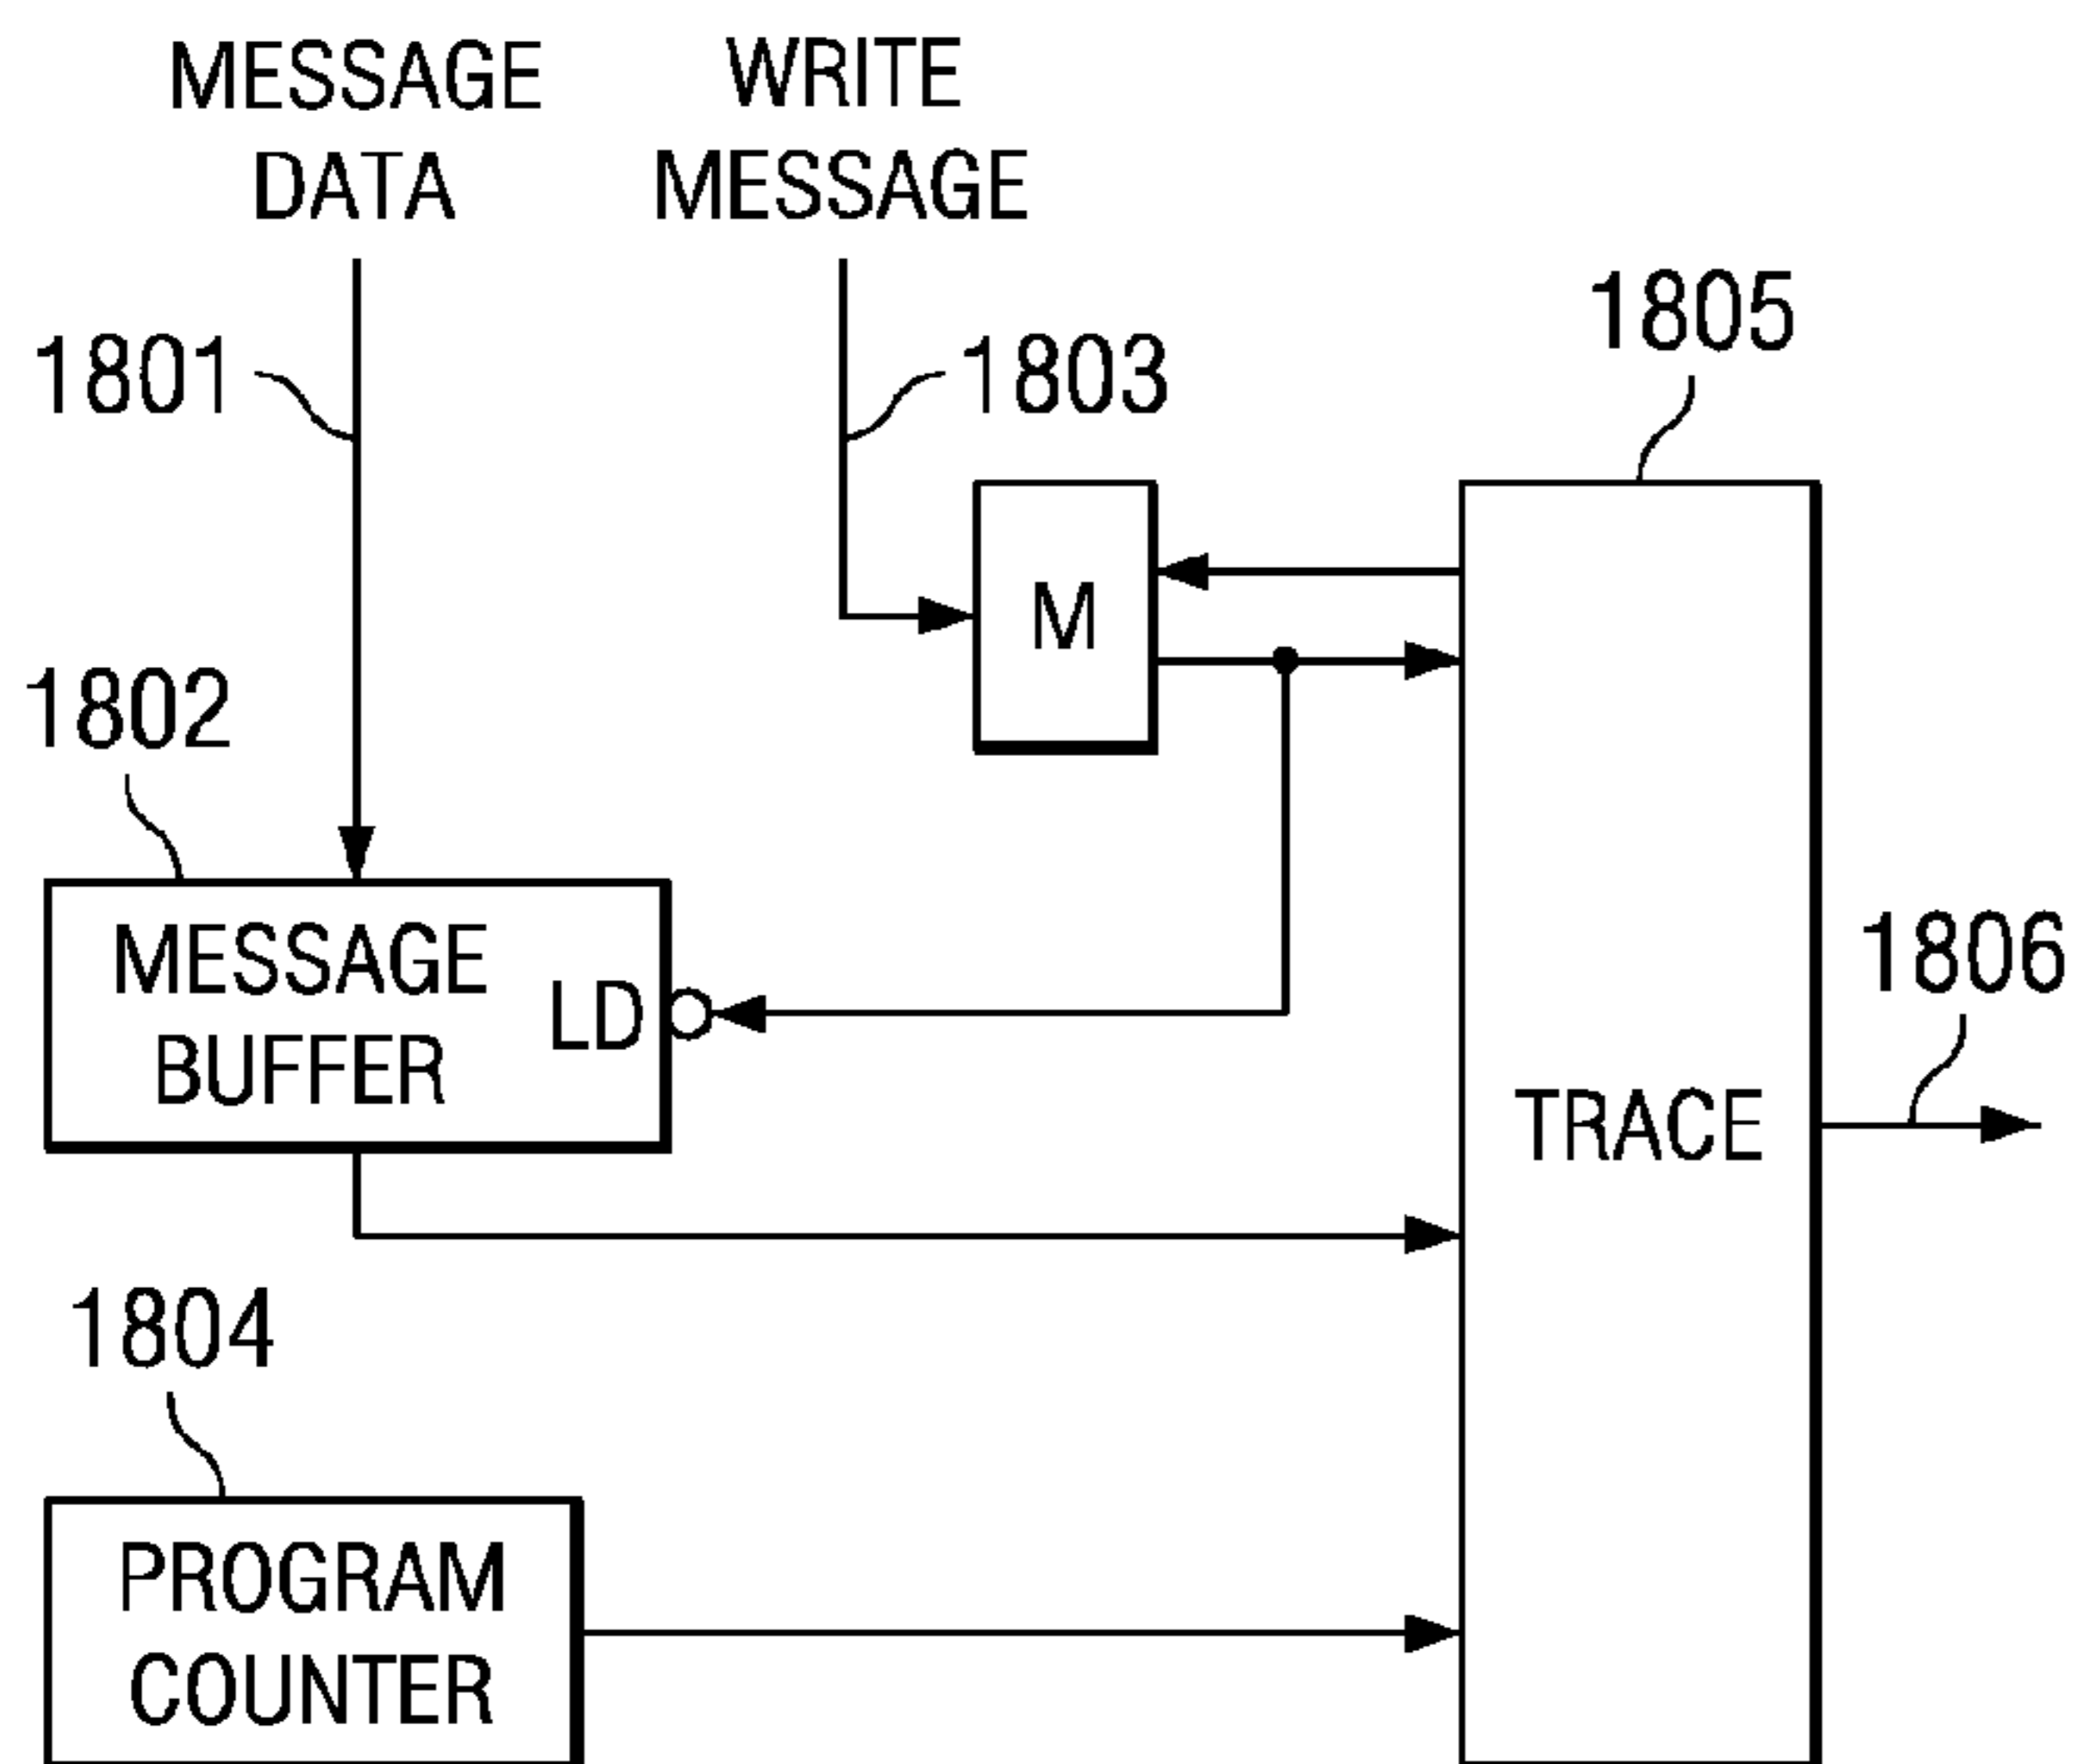 MESSAGE
DATA
WRITE
MESSAGE
1801
1803
1805
M
1802
MESSAGE
BUFFER
LD
1806
TRACE
1804
PROGRAM
COUNTER